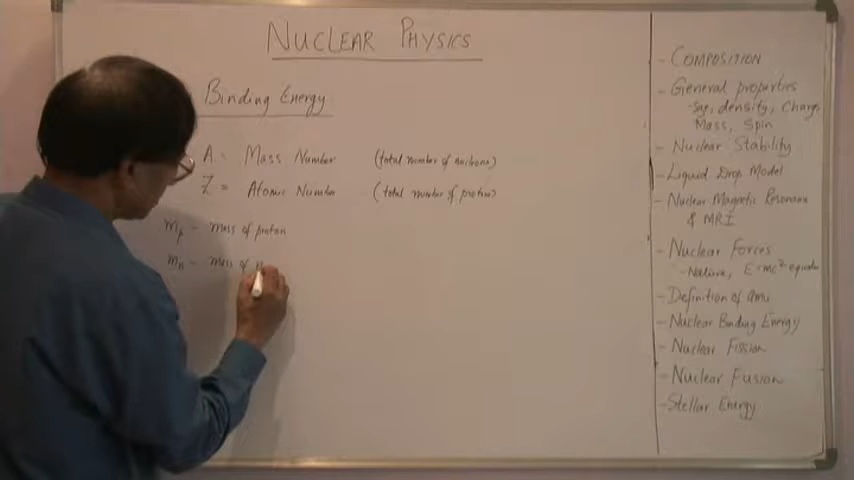 NUCLEAR PHYSICS
Binding Energy
A = Mass Number (total number of nucleons)
Z = Atomic Number (total number of protons)
mp - mass of proton
mn - mass of n
- COMPOSITION
- General properties
- Size, density, Charge
Mass, Spin
- Nuclear Stability
- Liquid Drop Model
- Nuclear Magnetic Resonance
& MRI
- Nuclear Forces
- Nature, E=mc² equation
- Definition of amu
- Nuclear Binding Energy
- Nuclear Fission
- Nuclear Fusion
- Stellar Energy